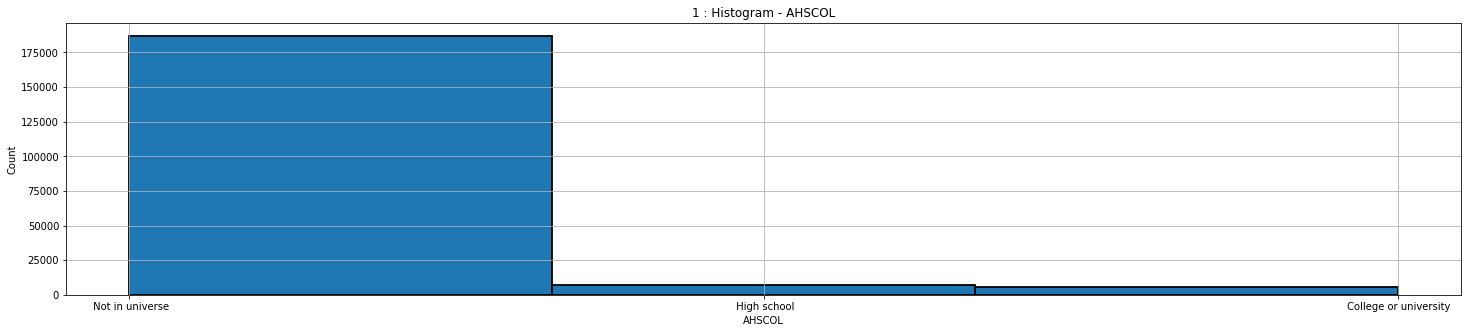 1 : Histogram - AHSCOL
175000
150000
125000
100000
75000
50000
25000
0
Count
Not in universe High school College or university
AHSCOL